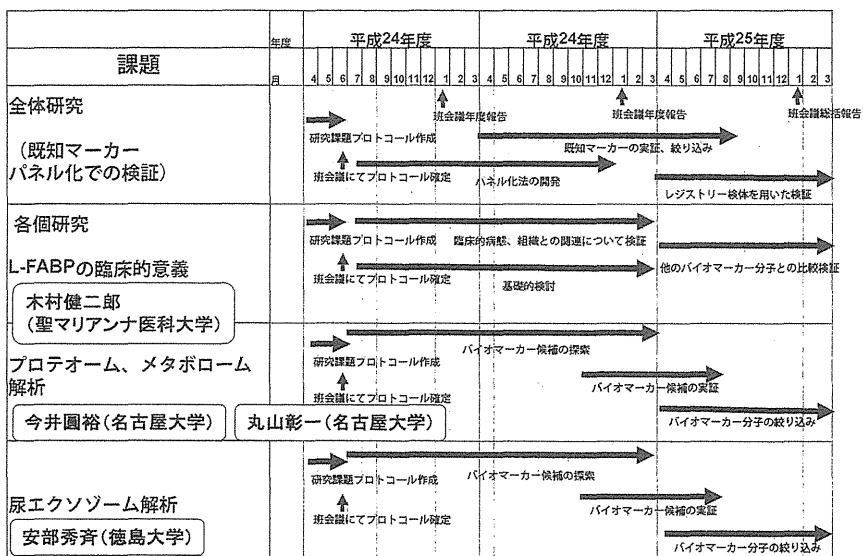 年度 平成24年度 平成24年度 平成25年度
課題
月 4 5 6 7 8 9 10 11 12 1 2 3 4 5 6 7 8 9 10 11 12 1 2 3 4 5 6 7 8 9 10 11 12 1 2 3
全体研究
班会議年度報告 班会議年度報告 班会議総括報告
研究課題プロトコール作成 既知マーカーの実証、絞り込み
（既知マーカー
パネル化での検証）
班会議にてプロトコール確定 パネル化法の開発
レジストリー検体を用いた検証
各個研究
研究課題プロトコール作成 臨床的病態、組織との関連について検証
L-FABPの臨床的意義
班会議にてプロトコール確定 基礎的検討 他のバイオマーカー分子との比較検証
木村健二郎
（聖マリアンナ医科大学）
プロテオーム、メタボローム
解析
研究課題プロトコール作成 バイオマーカー候補の探索
班会議にてプロトコール確定 バイオマーカー候補の実証
今井圓裕（名古屋大学） 丸山彰一（名古屋大学） バイオマーカー分子の絞り込み
研究課題プロトコール作成 バイオマーカー候補の探索
尿エクソゾーム解析
班会議にてプロトコール確定 バイオマーカー候補の実証
安部秀斉（徳島大学） バイオマーカー分子の絞り込み